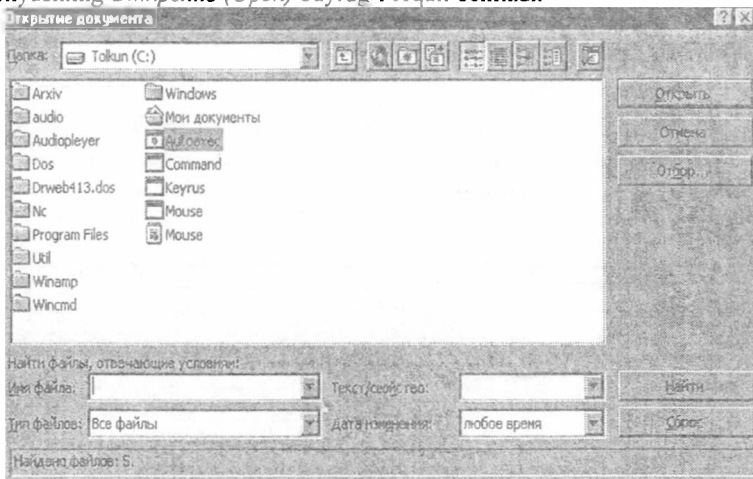 Открытие документа
Папка: Tolkun (C:)
Arxiv Windows
audio Мои документы
Audiopleyer Autoexec
Dos Command
Drweb413.dos Keyrus
Nc Mouse
Program Files Mouse
Util
Winamp
Wincmd
Открыть
Отмена
Отбор...
Найти файлы, отвечающие условиям:
Имя файла: Текст/свойство: Найти
Тип файлов: Все файлы Дата изменения: любое время Сброс
Найдено файлов: 5.